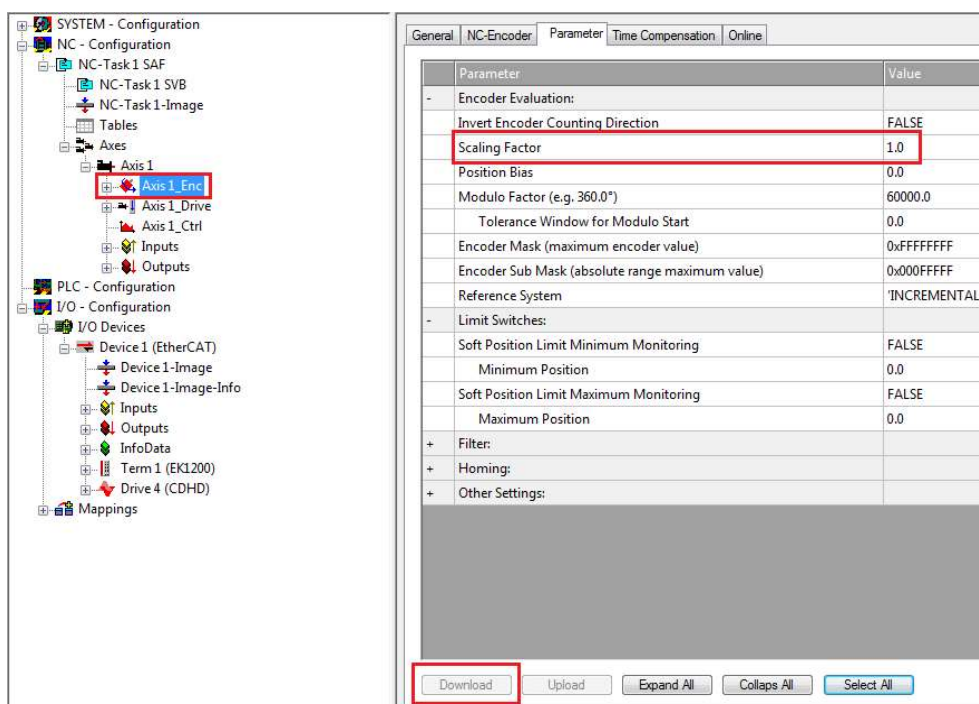 SYSTEM - Configuration
NC - Configuration
NC-Task 1 SAF
NC-Task 1 SVB
NC-Task 1-Image
Tables
Axes
Axis 1
Axis 1_Enc
Axis 1_Drive
Axis 1_Ctrl
Inputs
Outputs
PLC - Configuration
I/O - Configuration
I/O Devices
Device 1 (EtherCAT)
Device 1-Image
Device 1-Image-Info
Inputs
Outputs
InfoData
Term 1 (EK1200)
Drive 4 (CDHD)
Mappings
General NC-Encoder Parameter Time Compensation Online
Parameter Value
- Encoder Evaluation:
Invert Encoder Counting Direction FALSE
Scaling Factor 1.0
Position Bias 0.0
Modulo Factor (e.g. 360.0°) 60000.0
Tolerance Window for Modulo Start 0.0
Encoder Mask (maximum encoder value) 0xFFFFFFFF
Encoder Sub Mask (absolute range maximum value) 0x000FFFFF
Reference System 'INCREMENTAL
- Limit Switches:
Soft Position Limit Minimum Monitoring FALSE
Minimum Position 0.0
Soft Position Limit Maximum Monitoring FALSE
Maximum Position 0.0
+ Filter:
+ Homing:
+ Other Settings:
Download Upload Expand All Collaps All Select All